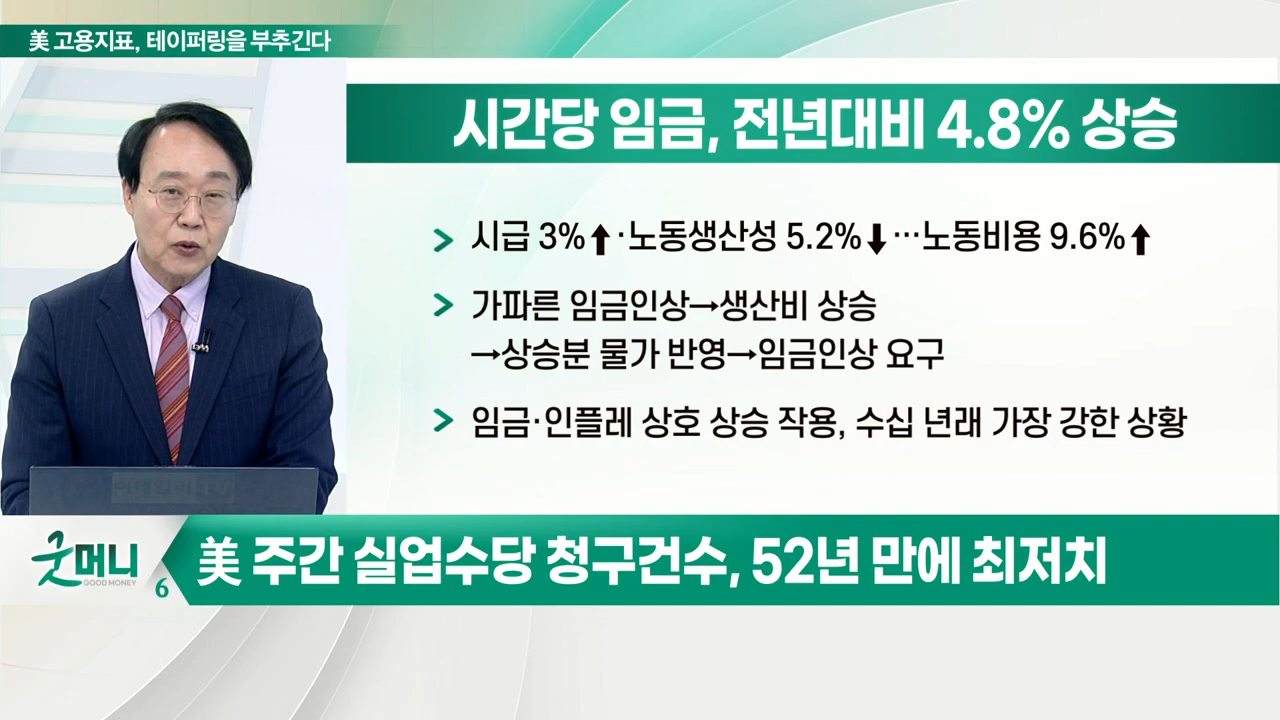 美 고용지표, 테이퍼링을 부추긴다
시간당 임금, 전년대비 4.8% 상승
시급 3%⬆·노동생산성 5.2%⬇…노동비용 9.6%⬆
가파른 임금인상→생산비 상승
→상승분 물가 반영→임금인상 요구
임금·인플레 상호 상승 작용, 수십 년래 가장 강한 상황
굿머니
GOOD MONEY
6
美 주간 실업수당 청구건수, 52년 만에 최저치